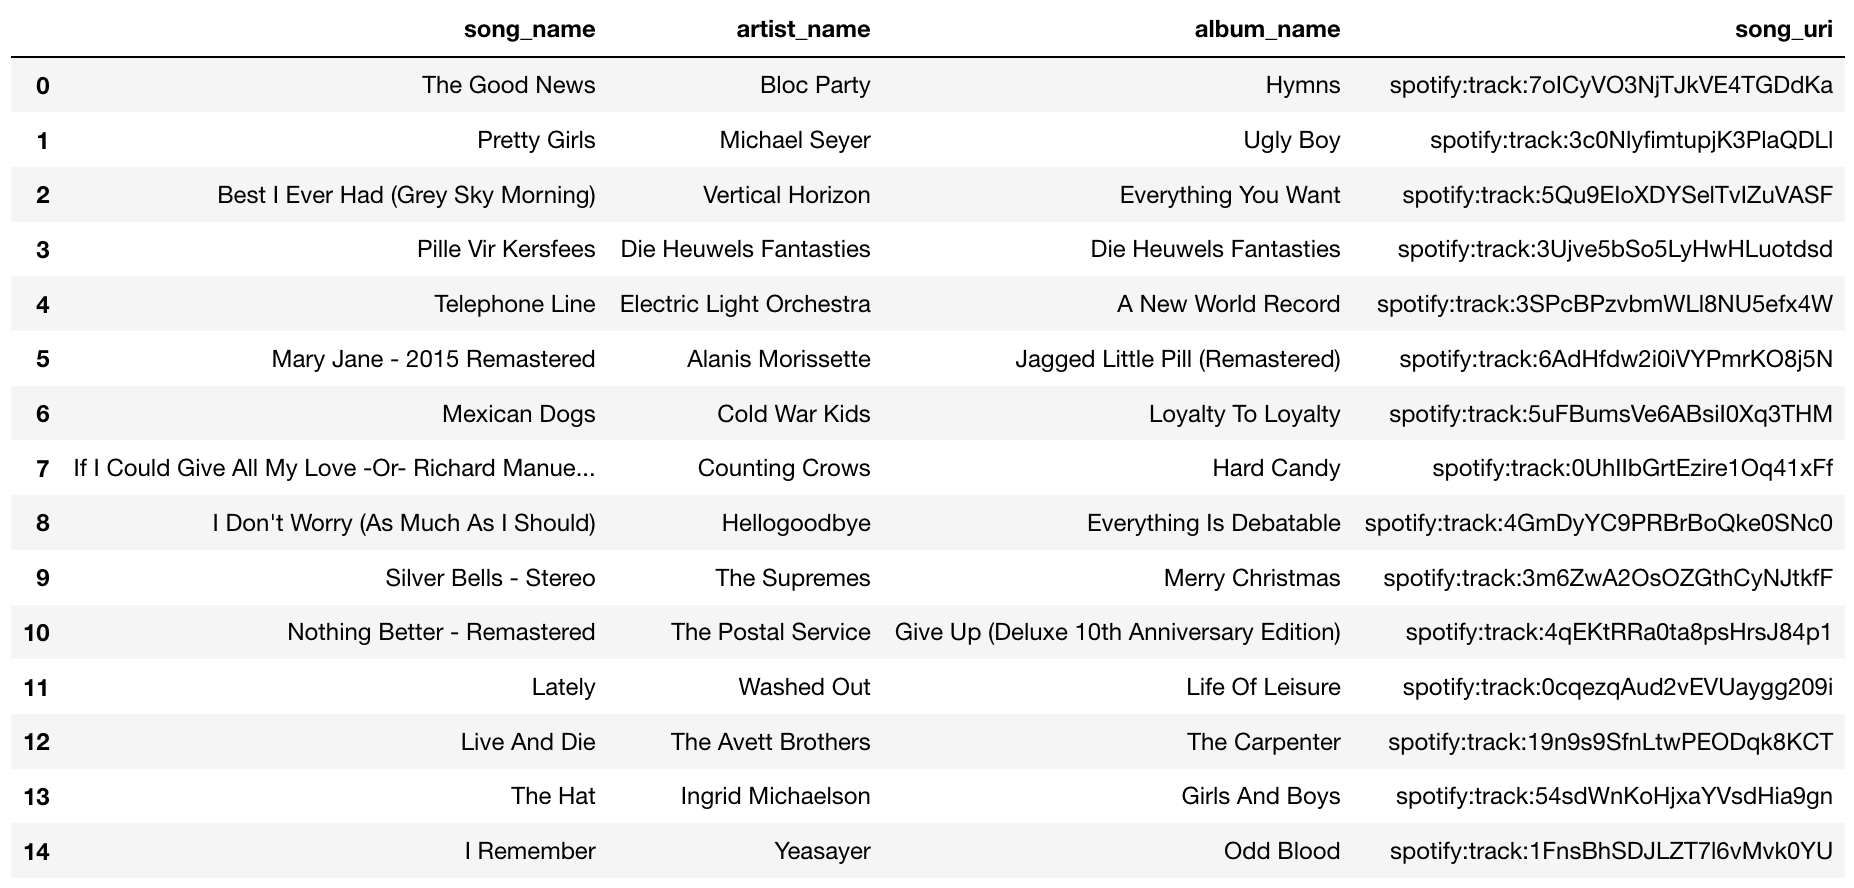 song_name artist_name album_name song_uri
0 The Good News Bloc Party Hymns spotify:track:7oICyVO3NjTJkVE4TGDdKa
1 Pretty Girls Michael Seyer Ugly Boy spotify:track:3c0NlyfimtupjK3PlaQDLl
2 Best I Ever Had (Grey Sky Morning) Vertical Horizon Everything You Want spotify:track:5Qu9EIoXDYSelTvIZuVASF
3 Pille Vir Kersfees Die Heuwels Fantasties Die Heuwels Fantasties spotify:track:3Ujve5bSo5LyHwHLuotdsd
4 Telephone Line Electric Light Orchestra A New World Record spotify:track:3SPcBPzvbmWLl8NU5efx4W
5 Mary Jane - 2015 Remastered Alanis Morissette Jagged Little Pill (Remastered) spotify:track:6AdHfdw2i0iVYPmrKO8j5N
6 Mexican Dogs Cold War Kids Loyalty To Loyalty spotify:track:5uFBumsVe6ABsiI0Xq3THM
7 If I Could Give All My Love -Or- Richard Manue... Counting Crows Hard Candy spotify:track:0UhIIbGrtEzire1Oq41xFf
8 I Don't Worry (As Much As I Should) Hellogoodbye Everything Is Debatable spotify:track:4GmDyYC9PRBrBoQke0SNc0
9 Silver Bells - Stereo The Supremes Merry Christmas spotify:track:3m6ZwA2OsOZGthCyNJtkfF
10 Nothing Better - Remastered The Postal Service Give Up (Deluxe 10th Anniversary Edition) spotify:track:4qEKtRRa0ta8psHrsJ84p1
11 Lately Washed Out Life Of Leisure spotify:track:0cqezqAud2vEVUaygg209i
12 Live And Die The Avett Brothers The Carpenter spotify:track:19n9s9SfnLtwPEODqk8KCT
13 The Hat Ingrid Michaelson Girls And Boys spotify:track:54sdWnKoHjxaYVsdHia9gn
14 I Remember Yeasayer Odd Blood spotify:track:1FnsBhSDJLZT7l6vMvk0YU